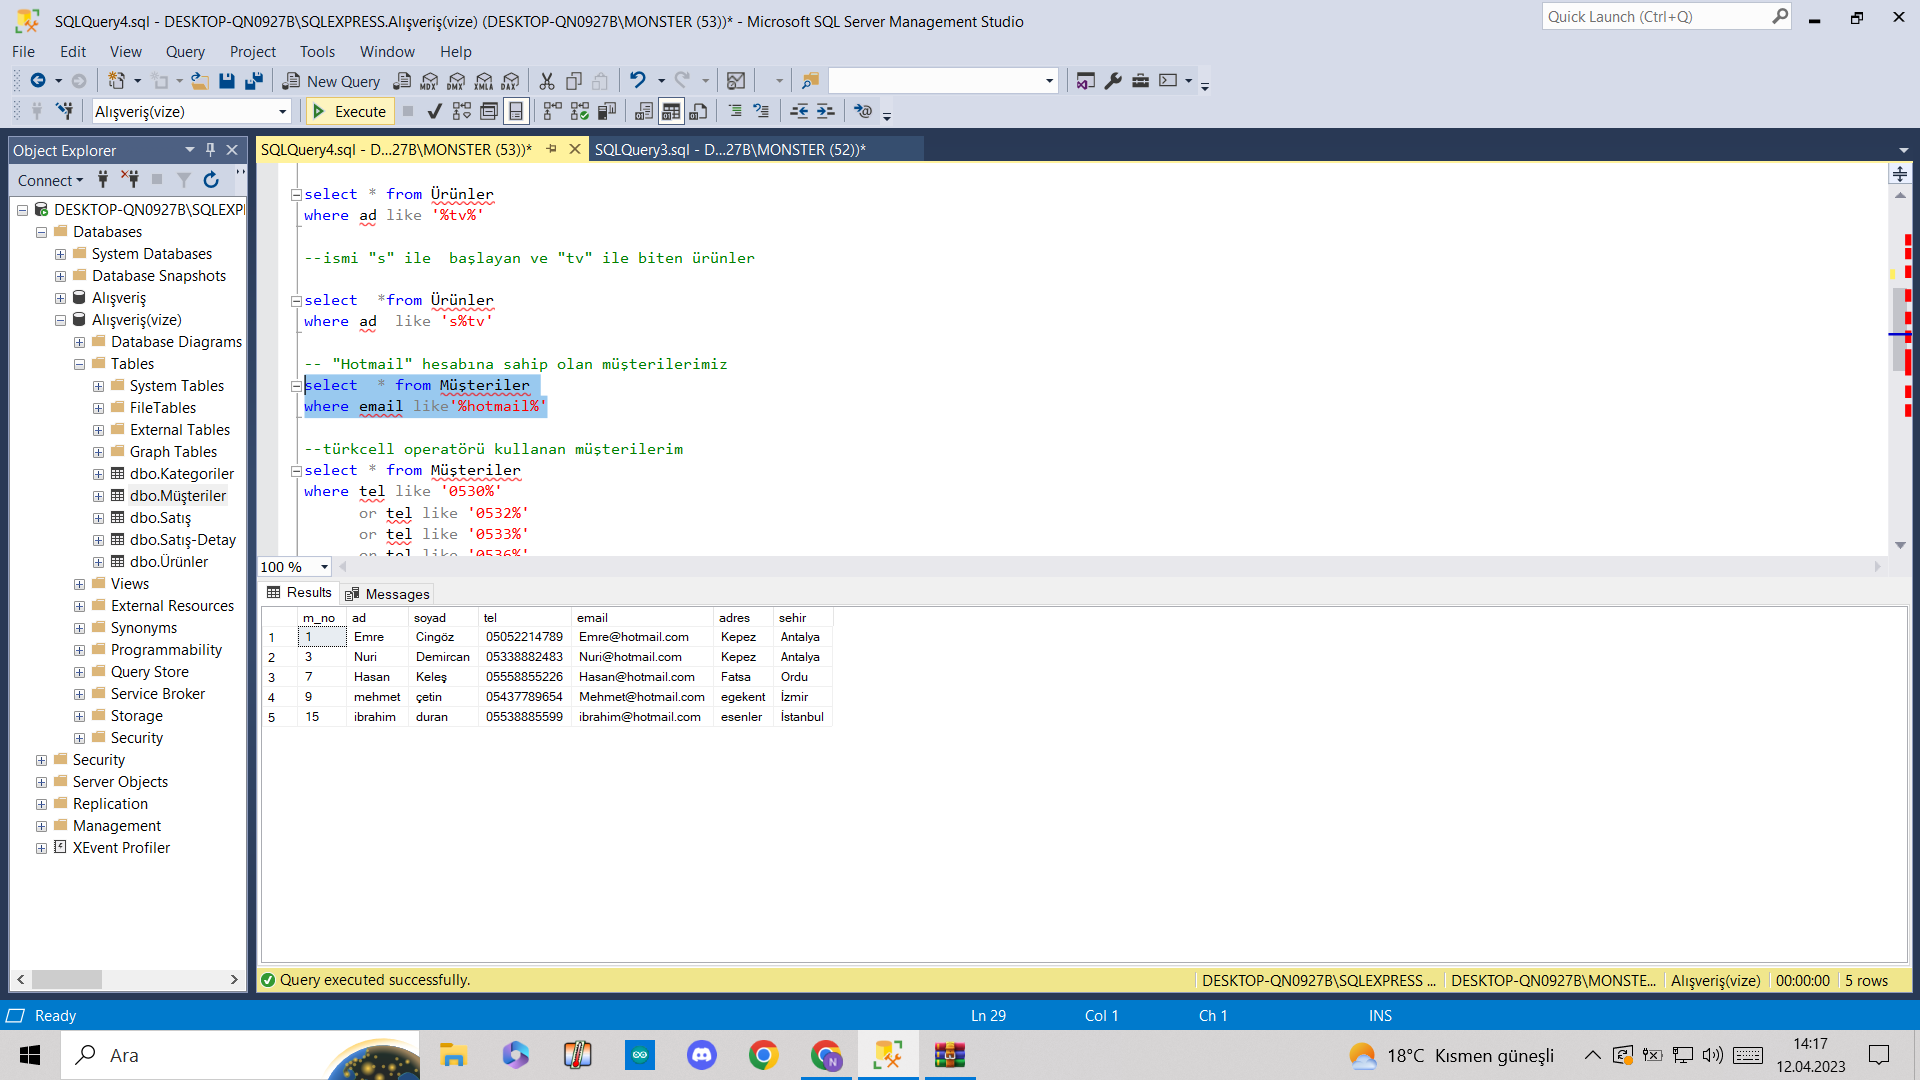 SQLQuery4.sql - DESKTOP-QN0927B\SQLEXPRESS.Alışveriş(vize) (DESKTOP-QN0927B\MONSTER (53))* - Microsoft SQL Server Management Studio
Quick Launch (Ctrl+Q)
File Edit View Query Project Tools Window Help
New Query MDX DMX XMLA DAX
Alışveriş(vize) Execute
Object Explorer
SQLQuery4.sql - D...27B\MONSTER (53))* SQLQuery3.sql - D...27B\MONSTER (52))*
Connect
DESKTOP-QN0927B\SQLEXPI
Databases
System Databases
Database Snapshots
Alışveriş
Alışveriş(vize)
Database Diagrams
Tables
System Tables
FileTables
External Tables
Graph Tables
dbo.Kategoriler
dbo.Müşteriler
dbo.Satış
dbo.Satış-Detay
dbo.Ürünler
Views
External Resources
Synonyms
Programmability
Query Store
Service Broker
Storage
Security
Security
Server Objects
Replication
Management
XEvent Profiler
select * from Ürünler
where ad like '%tv%'
--ismi "s" ile  başlayan ve "tv" ile biten ürünler
select  *from Ürünler
where ad  like 's%tv'
-- "Hotmail" hesabına sahip olan müşterilerimiz
select  * from Müşteriler
where email like'%hotmail%'
--türkcell operatörü kullanan müşterilerim
select * from Müşteriler
where tel like '0530%'
or tel like '0532%'
or tel like '0533%'
or tel like '0536%'
100 %
Results Messages
m_no ad soyad tel email adres sehir
1 1 Emre Cingöz 05052214789 Emre@hotmail.com Kepez Antalya
2 3 Nuri Demircan 05338882483 Nuri@hotmail.com Kepez Antalya
3 7 Hasan Keleş 05558855226 Hasan@hotmail.com Fatsa Ordu
4 9 mehmet çetin 05437789654 Mehmet@hotmail.com egekent İzmir
5 15 ibrahim duran 05538885599 ibrahim@hotmail.com esenler İstanbul
Query executed successfully. DESKTOP-QN0927B\SQLEXPRESS ... DESKTOP-QN0927B\MONSTE... Alışveriş(vize) 00:00:00 5 rows
Ready Ln 29 Col 1 Ch 1 INS
Ara 18°C Kısmen güneşli 14:17
12.04.2023